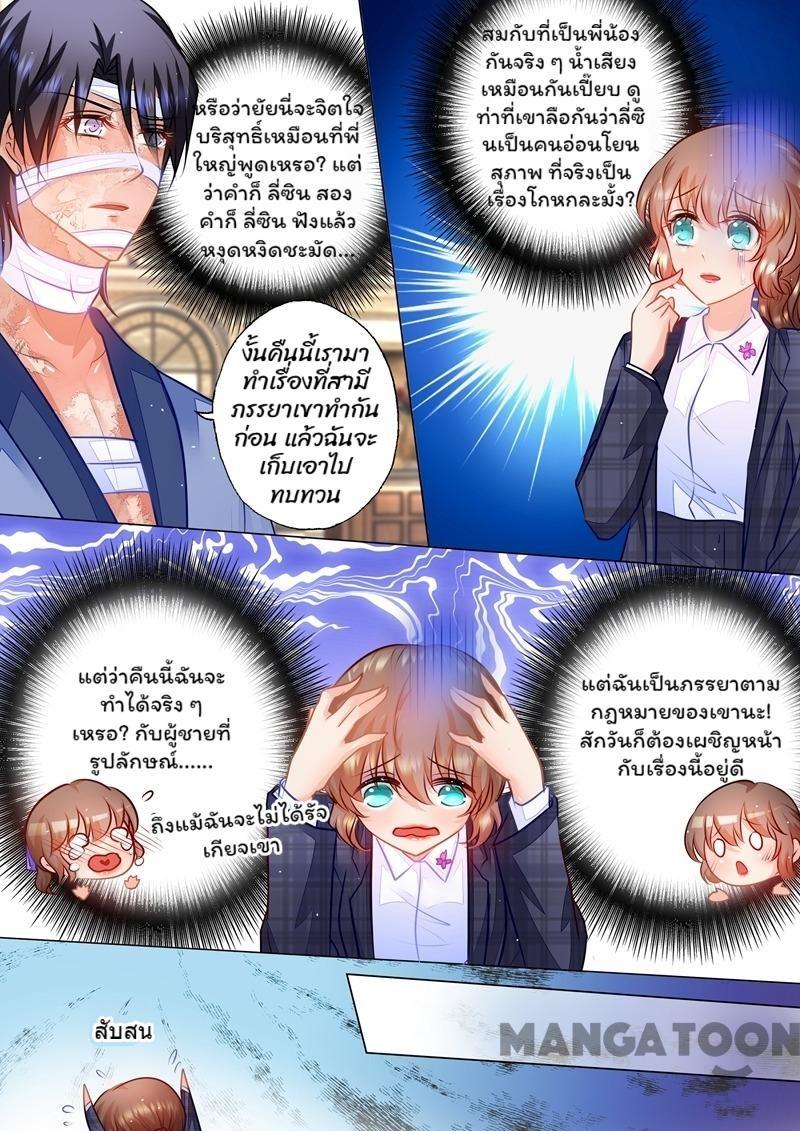 หรือว่ายัยนี่จะจิตใจ
บริสุทธิ์เหมือนที่พี่
ใหญ่พูดเหรอ? แต่
ว่าคำก็ ลี่ซิน สอง
คำก็ ลี่ซิน ฟังแล้ว
หงุดหงิดชะมัด...
สมกับที่เป็นพี่น้อง
กันจริง ๆ น้ำเสียง
เหมือนกันเปี๊ยบ ดู
ท่าที่เขาลือกันว่าลี่ซิ
นเป็นคนอ่อนโยน
สุภาพ ที่จริงเป็น
เรื่องโกหกละมั้ง?
งั้นคืนนี้เรามา
ทำเรื่องที่สามี
ภรรยาเขาทำกัน
ก่อน แล้วฉันจะ
เก็บเอาไป
ทบทวน
แต่ว่าคืนนี้ฉันจะ
ทำได้จริง ๆ
เหรอ? กับผู้ชายที่
รูปลักษณ์......
ถึงแม้ฉันจะไม่ได้รัง
เกียจเขา
แต่ฉันเป็นภรรยาตาม
กฎหมายของเขานะ!
สักวันก็ต้องเผชิญหน้า
กับเรื่องนี้อยู่ดี
สับสน
MANGATOON